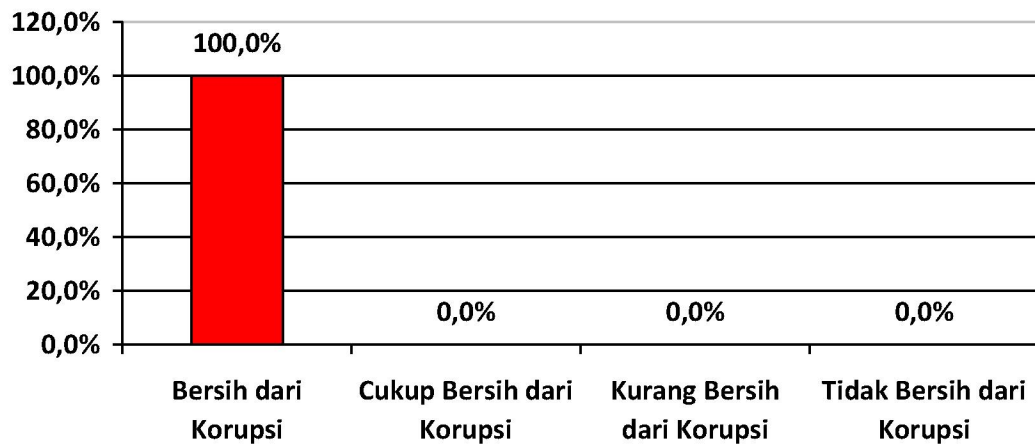 120,0%
100,0%
100,0%
80,0%
60,0%
40,0%
20,0%
0,0%
0,0%
0,0%
0,0%
Bersih dari
Korupsi
Cukup Bersih dari
Korupsi
Kurang Bersih
dari Korupsi
Tidak Bersih dari
Korupsi